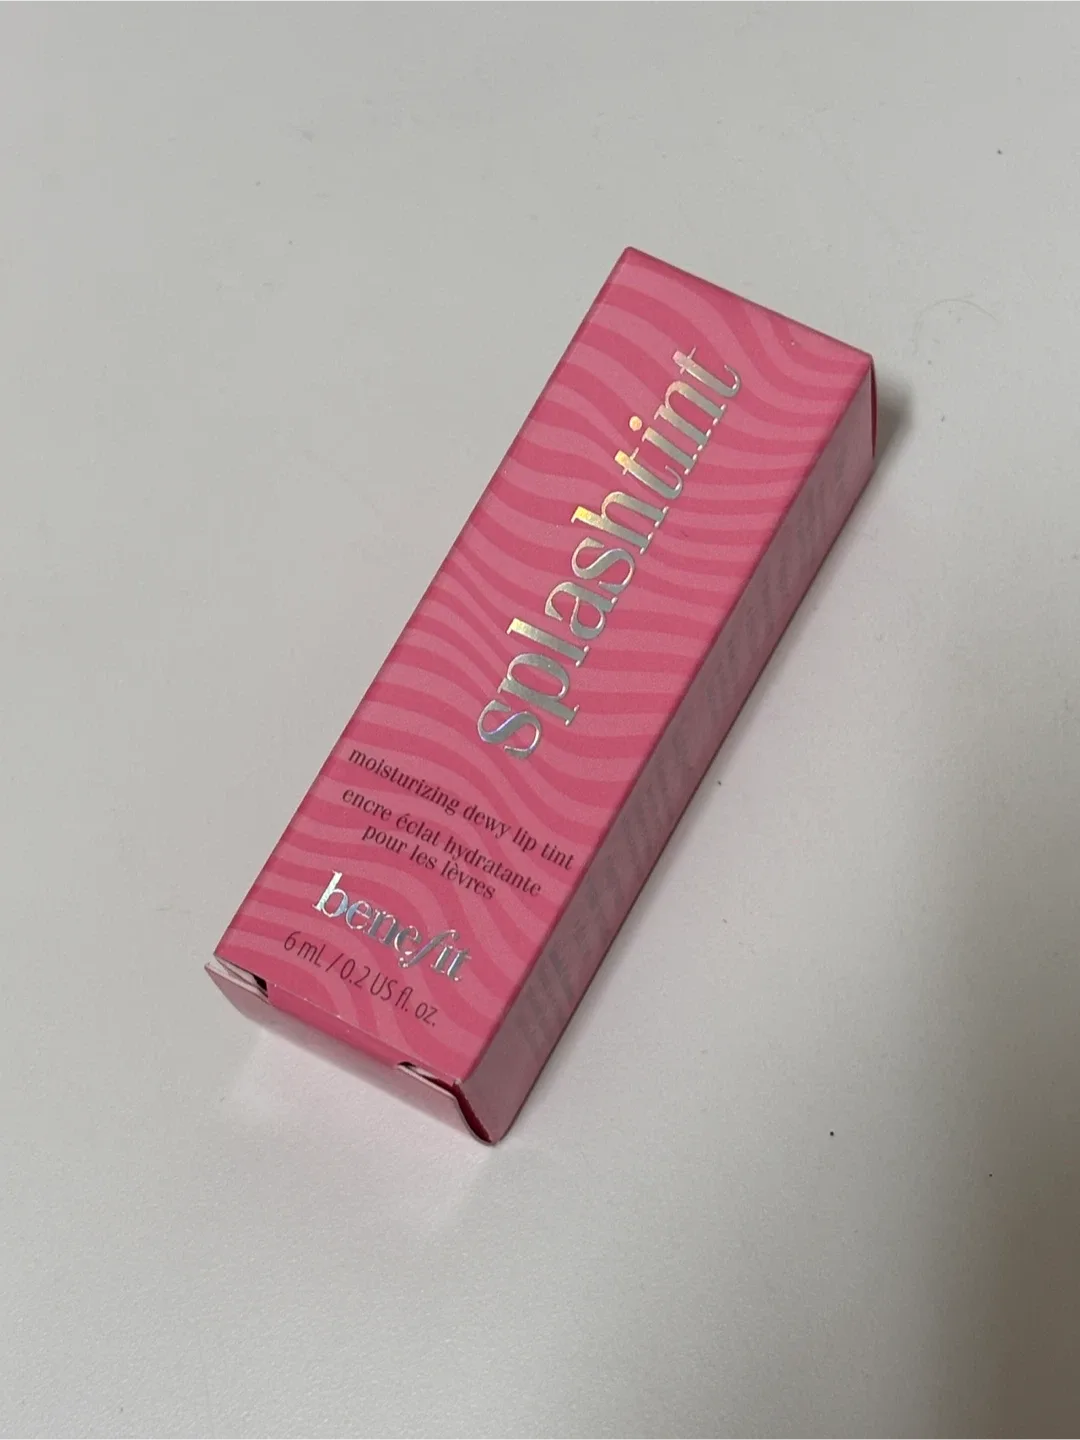 splashtint
moisturizing dewy lip tint
encre éclat hydratante
pour les lèvres
benefit
6 mL / 0.2 US fl. oz.